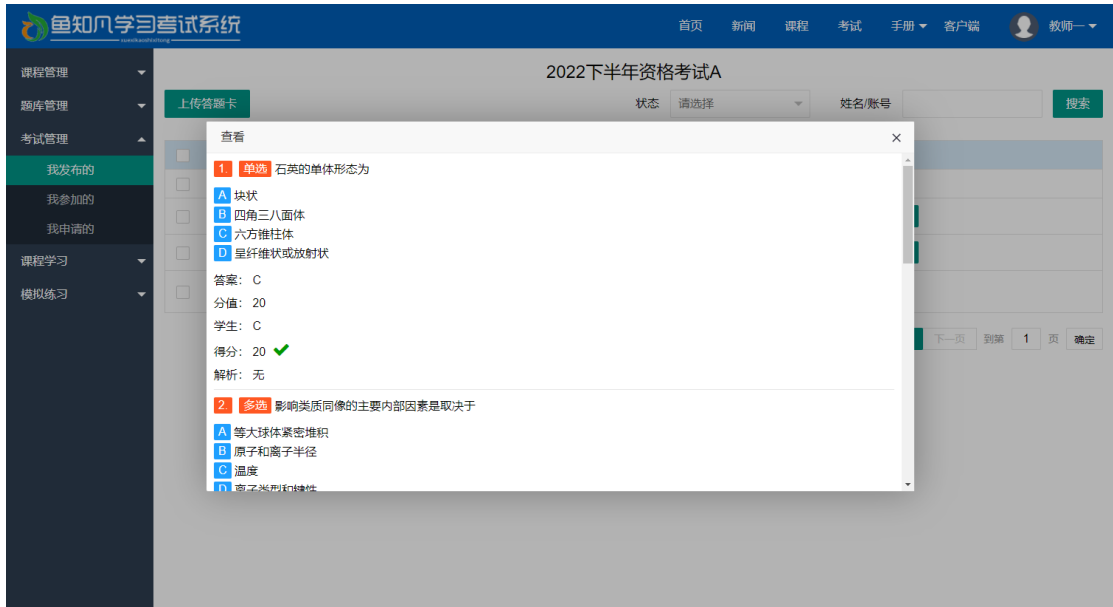 鱼知凡学习考试系统
首页 新闻 课程 考试 手册 客户端 教师一
课程管理
题库管理
考试管理
我发布的
我参加的
我申请的
课程学习
模拟练习
2022下半年资格考试A
上传答题卡 状态 请选择 姓名/账号 搜索
查看 ×
1. 单选 石英的单体形态为
A 块状
B 四角三八面体
C 六方锥柱体
D 呈纤维状或放射状
答案： C
分值： 20
学生： C
得分： 20
解析： 无
2. 多选 影响类质同像的主要内部因素是取决于
A 等大球体紧密堆积
B 原子和离子半径
C 温度
D 离子类型和键性
下一页 到第 1 页 确定